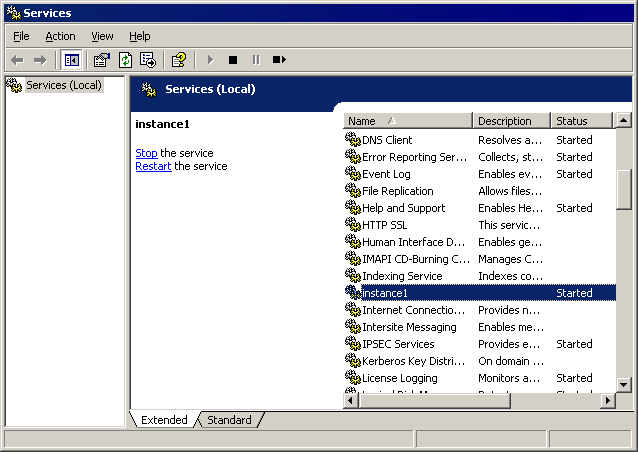 Services
File Action View Help
Services (Local)
Services (Local)
instance1
Stop the service
Restart the service
Name Description Status
DNS Client Resolves a... Started
Error Reporting Ser... Collects, st... Started
Event Log Enables ev... Started
File Replication Allows files...
Help and Support Enables He... Started
HTTP SSL This servic...
Human Interface D... Enables ge...
IMAPI CD-Burning C... Manages C...
Indexing Service Indexes co...
instance1 Started
Internet Connectio... Provides n...
Intersite Messaging Enables me...
IPSEC Services Provides e... Started
Kerberos Key Distri... On domain ...
License Logging Monitors a... Started
Started
Extended Standard